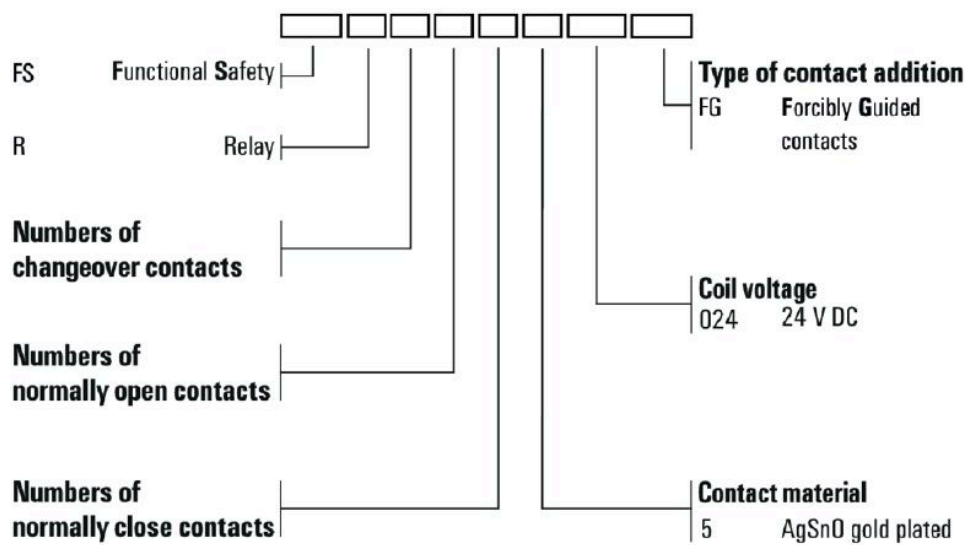 FS Functional Safety
R Relay
Numbers of
changeover contacts
Numbers of
normally open contacts
Numbers of
normally close contacts
Type of contact addition
FG Forcibly Guided
contacts
Coil voltage
024 24 V DC
Contact material
5 AgSnO gold plated